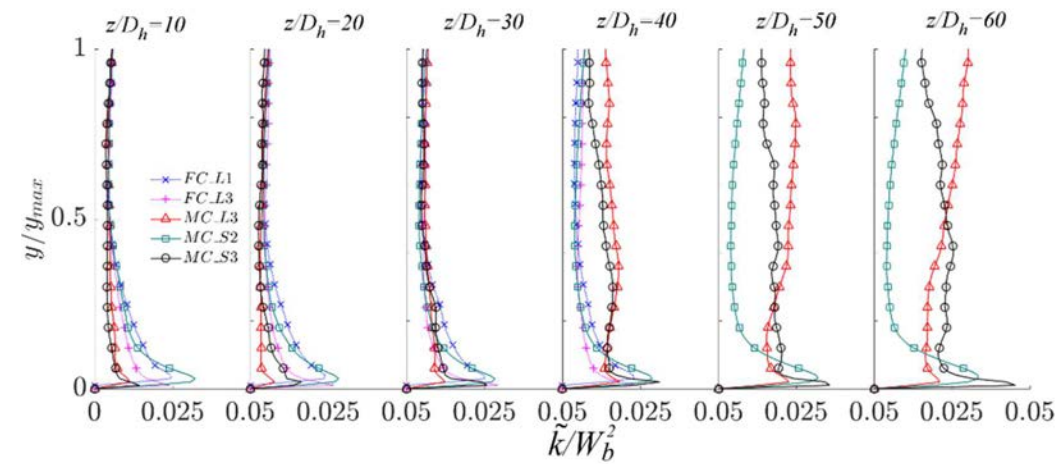 z/D_h=10 z/D_h=20 z/D_h=30 z/D_h=40 z/D_h=50 z/D_h=60
1
FC_L1
FC_L3
MC_L3
MC_S2
MC_S3
0.5
y/y_max
0
0 0.025 0.05 0.025 0.05 0.025 0.05 0.025 0.05 0.025 0.05 0.025 0.05
k̃/W_b^2